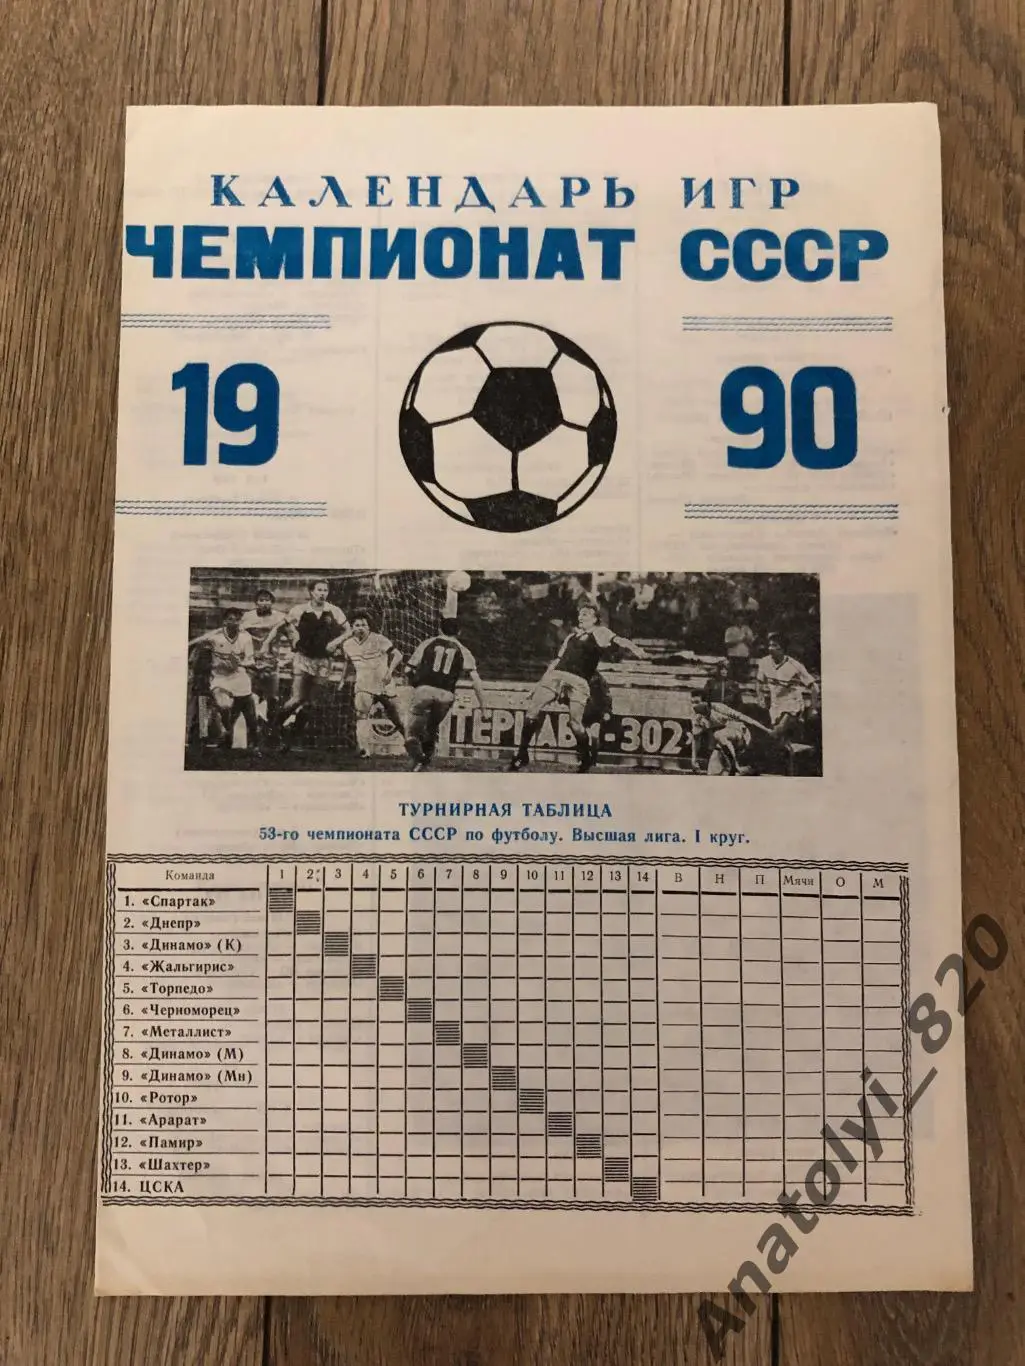 КАЛЕНДАРЬ ИГР
ЧЕМПИОНАТ СССР
19 90
11
302
ТУРНИРНАЯ ТАБЛИЦА
53-го чемпионата СССР по футболу. Высшая лига. I круг.
Команда 1 2 3 4 5 6 7 8 9 10 11 12 13 14 В Н П Мячи О М
1. «Спартак»
2. «Днепр»
3. «Динамо» (К)
4. «Жальгирис»
5. «Торпедо»
6. «Черноморец»
7. «Металлист»
8. «Динамо» (М)
9. «Динамо» (Мн)
10. «Ротор»
11. «Арарат»
12. «Памир»
13. «Шахтер»
14. ЦСКА
Anatolyi_820